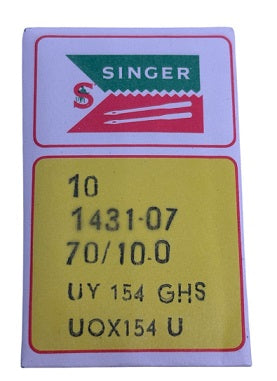 SINGER
S
10
1431-07
70/10-0
UY 154 GHS
UOX154 U